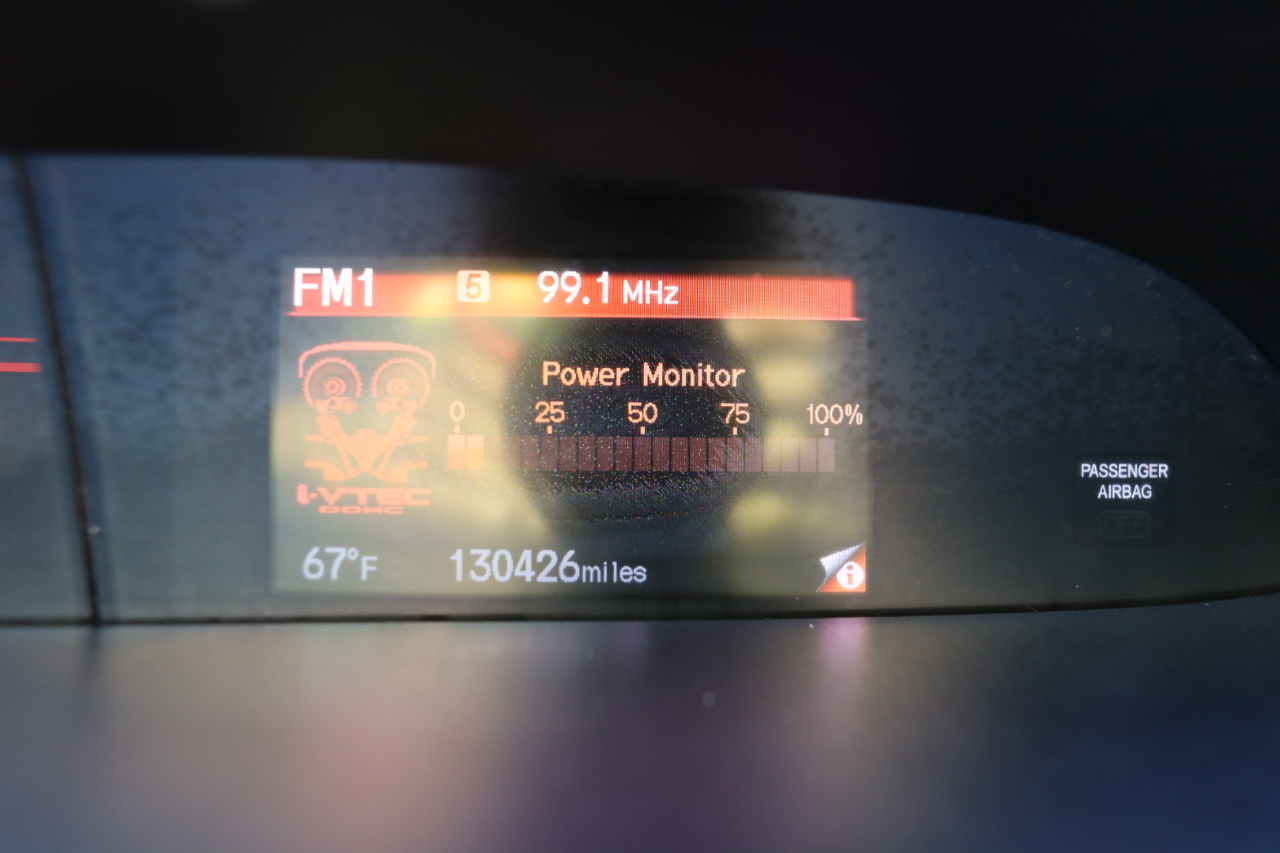 FM1 5 99.1 MHz
Power Monitor
0 25 50 75 100%
i-VTEC
DOHC
67°F 130426miles i
PASSENGER
AIRBAG
OFF